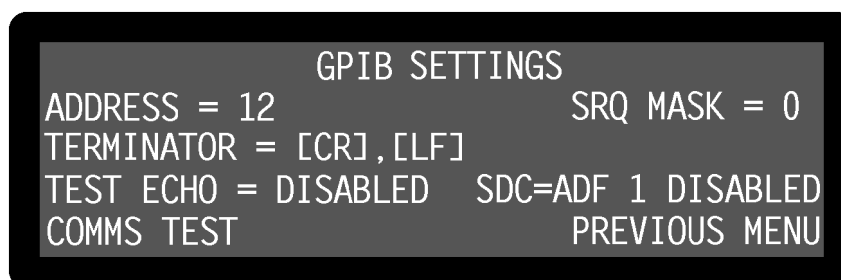 GPIB SETTINGS
ADDRESS = 12 SRQ MASK = 0
TERMINATOR = [CR],[LF]
TEST ECHO = DISABLED SDC=ADF 1 DISABLED
COMMS TEST PREVIOUS MENU